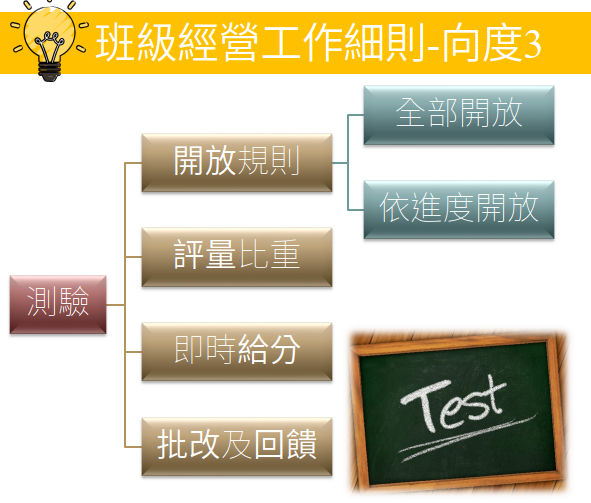 班級經營工作細則-向度3
全部開放
開放規則
依進度開放
評量比重
測驗
即時給分
批改及回饋
Test